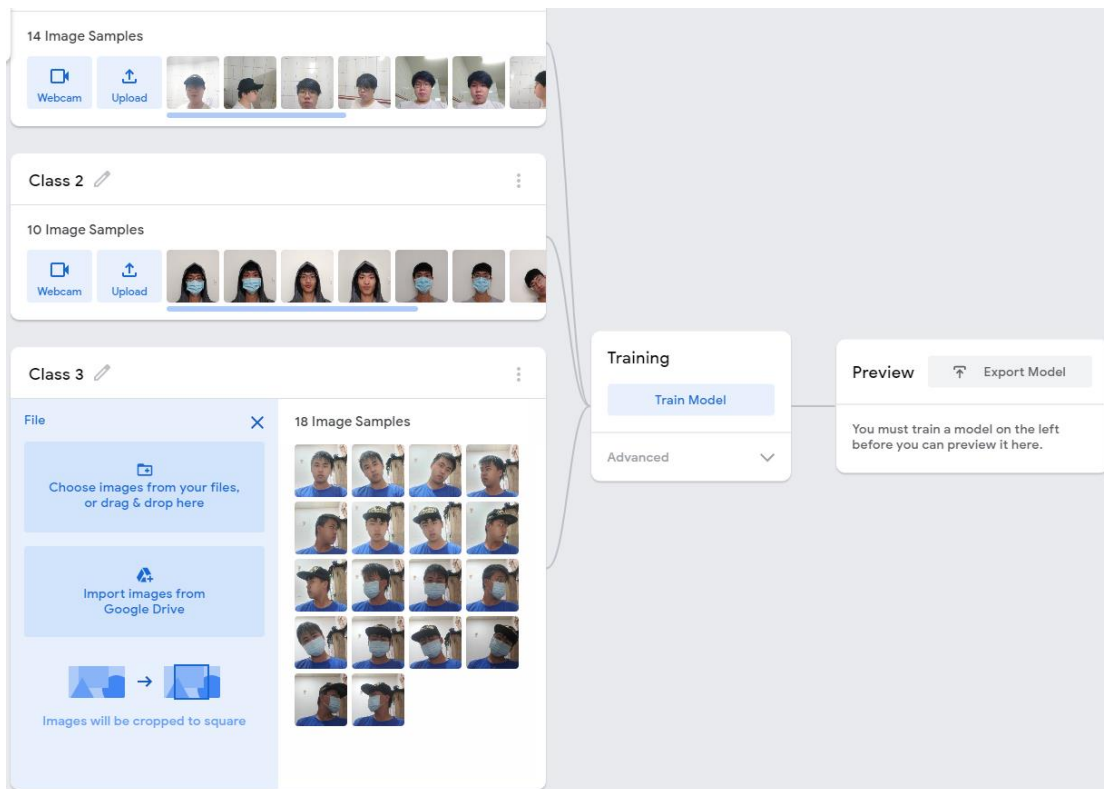 14 Image Samples
Webcam
Upload
Class 2
10 Image Samples
Webcam
Upload
Class 3
File
Choose images from your files,
or drag & drop here
Import images from
Google Drive
Images will be cropped to square
18 Image Samples
Training
Train Model
Advanced
Preview
Export Model
You must train a model on the left
before you can preview it here.